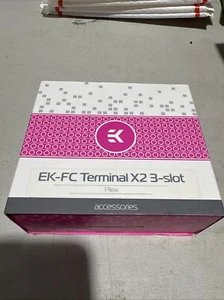 EK
EK-FC Terminal X2 3-slot
Plexi
accessories